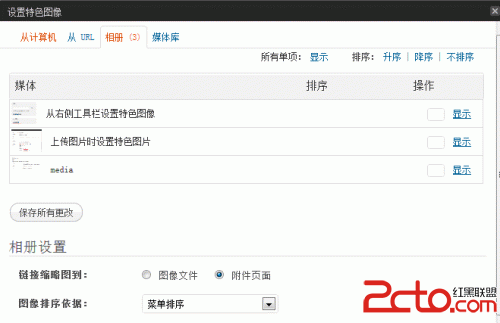 设置特色图像
从计算机 从 URL 相册 (3) 媒体库
所有单项: 显示 排序: 升序 | 降序 | 不排序
媒体 排序 操作
从右侧工具栏设置特色图像 显示
上传图片时设置特色图片 显示
media 显示
保存所有更改
相册设置
链接缩略图到: 图像文件 附件页面
图像排序依据: 菜单排序
2cto.com 红黑联盟